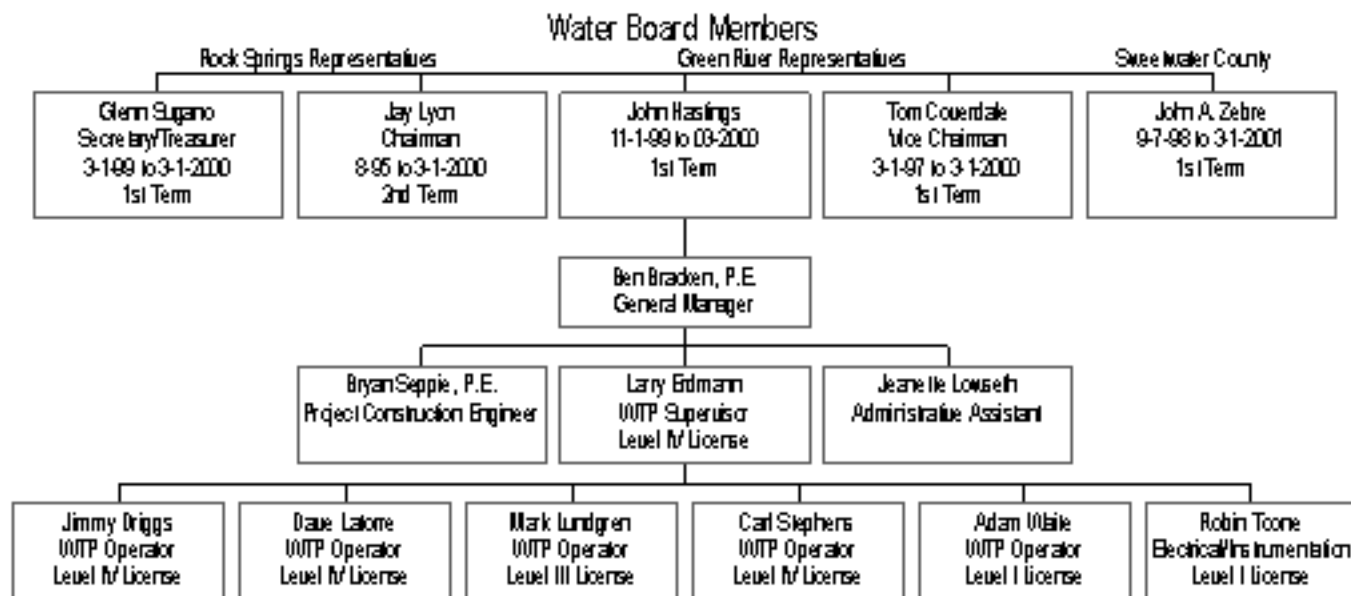 Water Board Members
Rock Springs Representatives
Green River Representatives
Sweetwater County
Glenn Sugano
Secretary/Treasurer
3-1-99 to 3-1-2000
1st Term
Jay Lyon
Chairman
8-95 to 3-1-2000
2nd Term
John Hastings
11-1-99 to 03-2000
1st Term
Tom Coverdale
Vice Chairman
3-1-97 to 3-1-2000
1st Term
John A. Zebre
9-7-98 to 3-1-2001
1st Term
Ben Bracken, P.E.
General Manager
Bryan Seppie, P.E.
Project Construction Engineer
Larry Erdmann
WTP Supervisor
Level IV License
Jeanette
Administrative Assistant
Jimmy Driggs
WTP Operator
Level IV License
Dave Latorre
WTP Operator
Level IV License
Mark Lundgren
WTP Operator
Level III License
Carl Stephens
WTP Operator
Level IV License
Adam
WTP Operator
Level I License
Robin Toone
Electrical/Instrumentation
Level I License